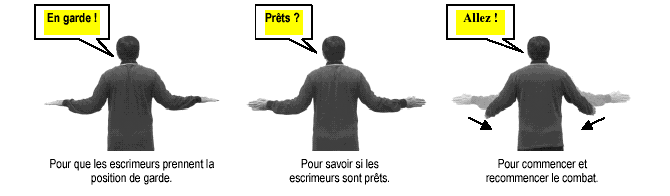 En garde !
Prêts ?
Allez !
Pour que les escrimeurs prennent la
position de garde.
Pour savoir si les
escrimeurs sont prêts.
Pour commencer et
recommencer le combat.